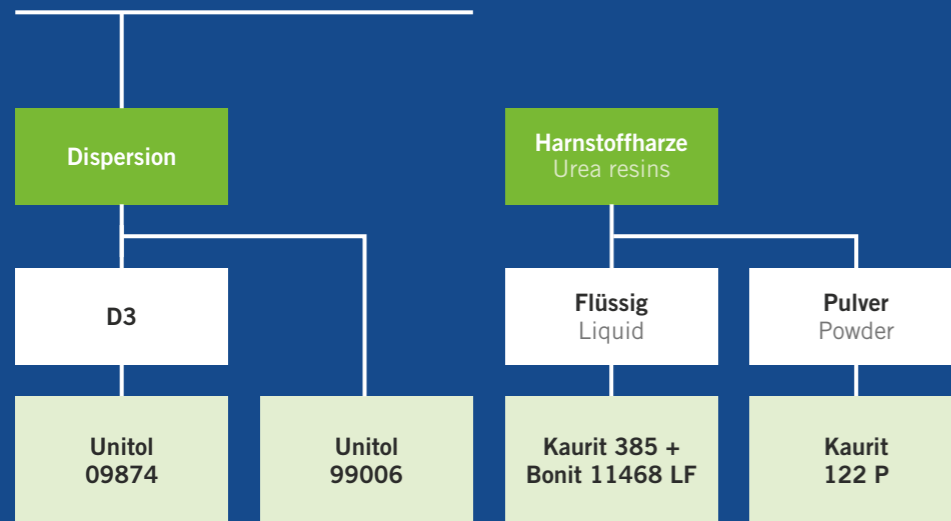 Dispersion
Harnstoffharze
Urea resins
D3
Flüssig
Liquid
Pulver
Powder
Unitol
09874
Unitol
99006
Kaurit 385 +
Bonit 11468 LF
Kaurit
122 P